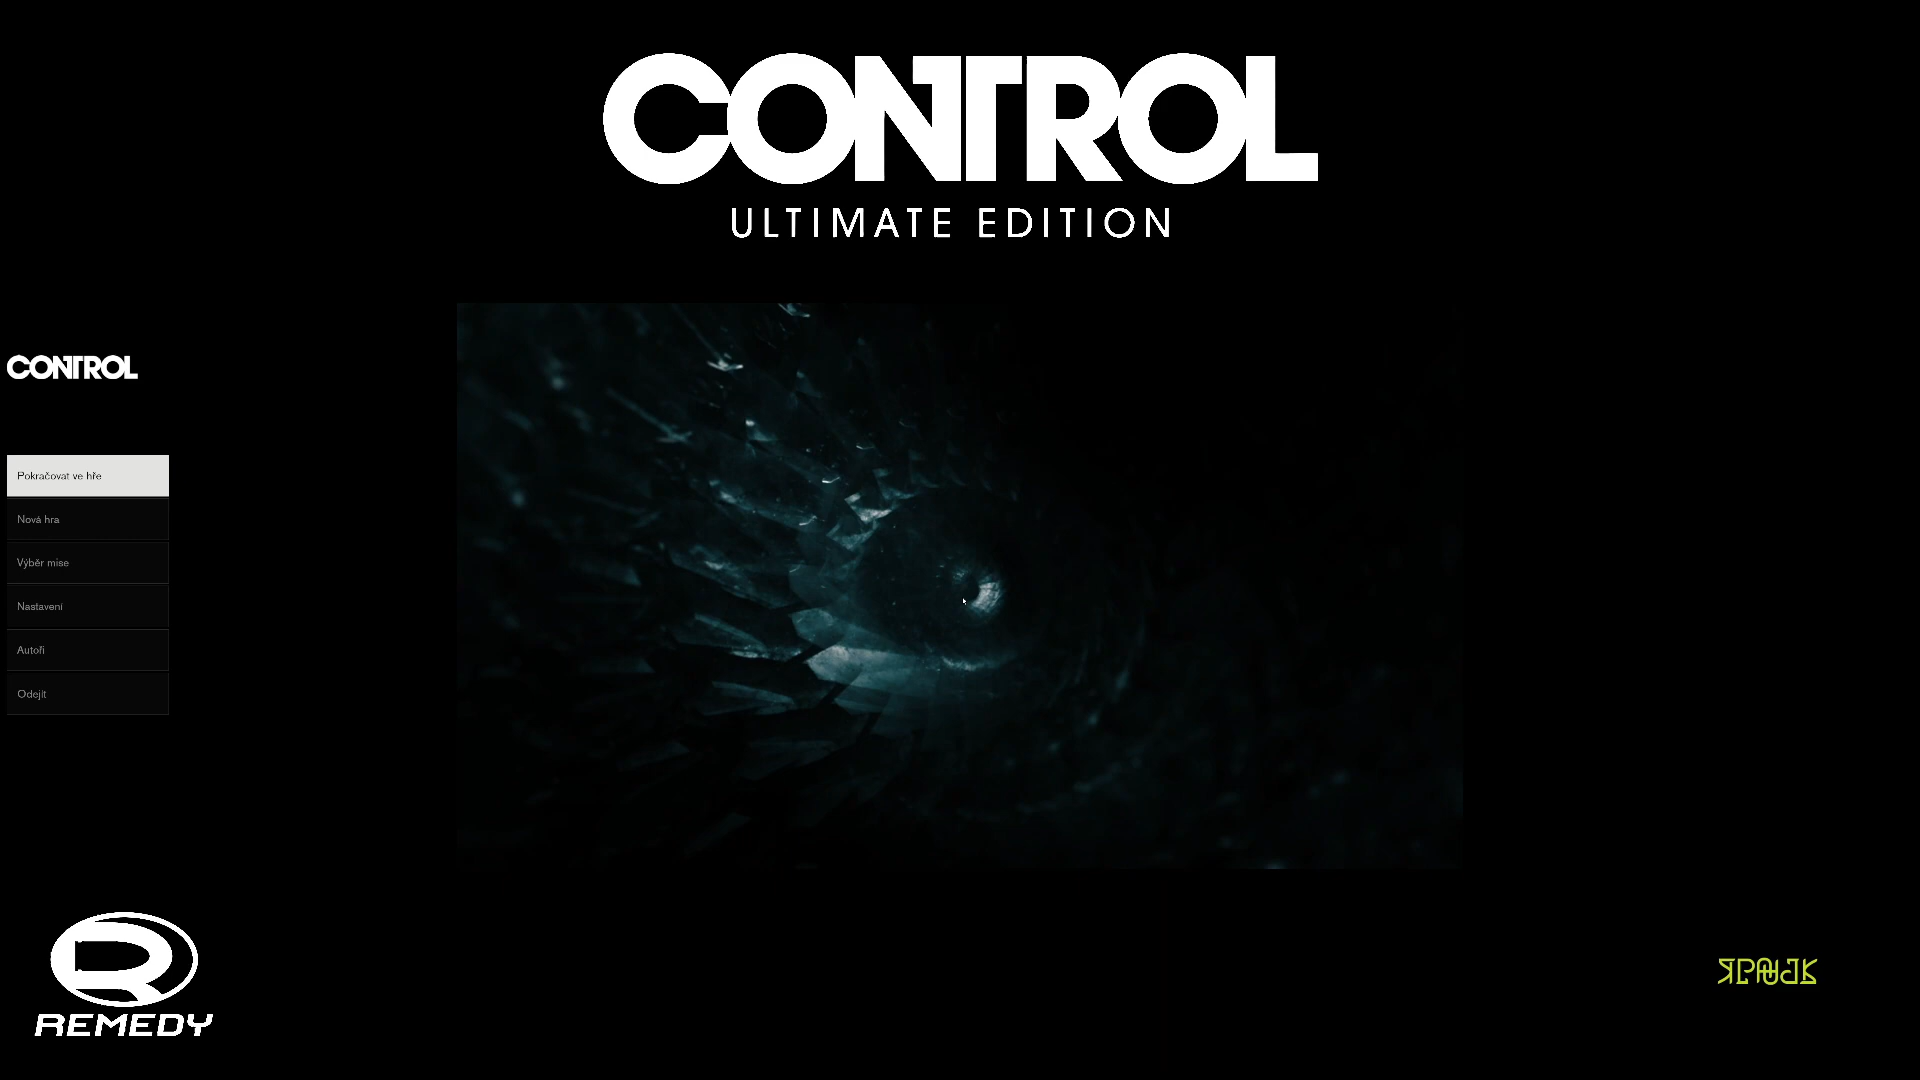 CONTROL
ULTIMATE EDITION
CONTROL
Pokračovat ve hře
Nová hra
Výběr mise
Nastavení
Autoři
Odejít
REMEDY